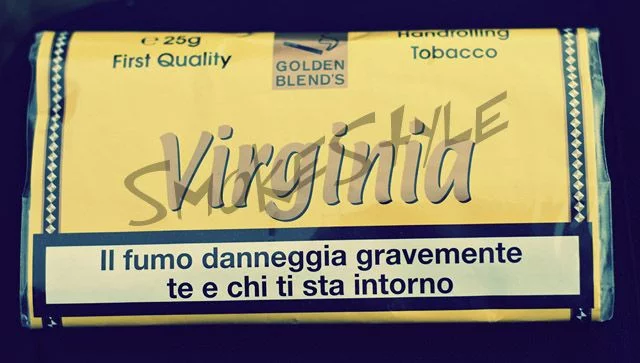 ℮ 25g
First Quality
GOLDEN
BLEND'S
Handrolling
Tobacco
Virginia
SMOKESTYLE
Il fumo danneggia gravemente
te e chi ti sta intorno